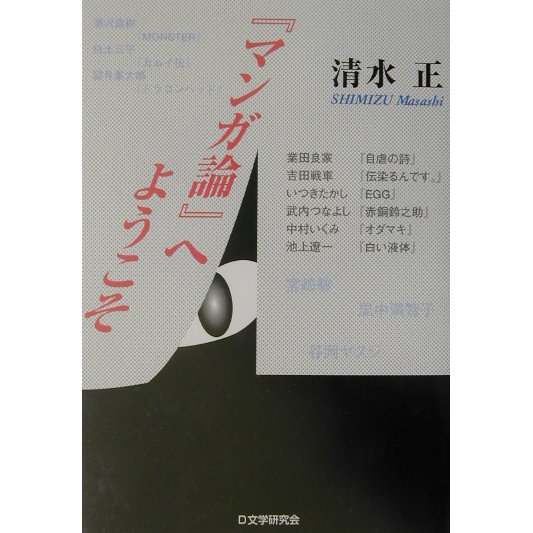 浦沢直樹
『MONSTER』
白土三平
『カムイ伝』
望月峯太郎
『ドラゴンヘッド』
『マンガ論』へ
ようこそ
清水 正
SHIMIZU Masashi
業田良家 『自虐の詩』
吉田戦車 『伝染るんです。』
いつきたかし 『EGG』
武内つなよし 『赤銅鈴之助』
中村いくみ 『オダマキ』
池上遼一 『白い液体』
宮崎駿
里中満智子
谷岡ヤスジ
D文学研究会